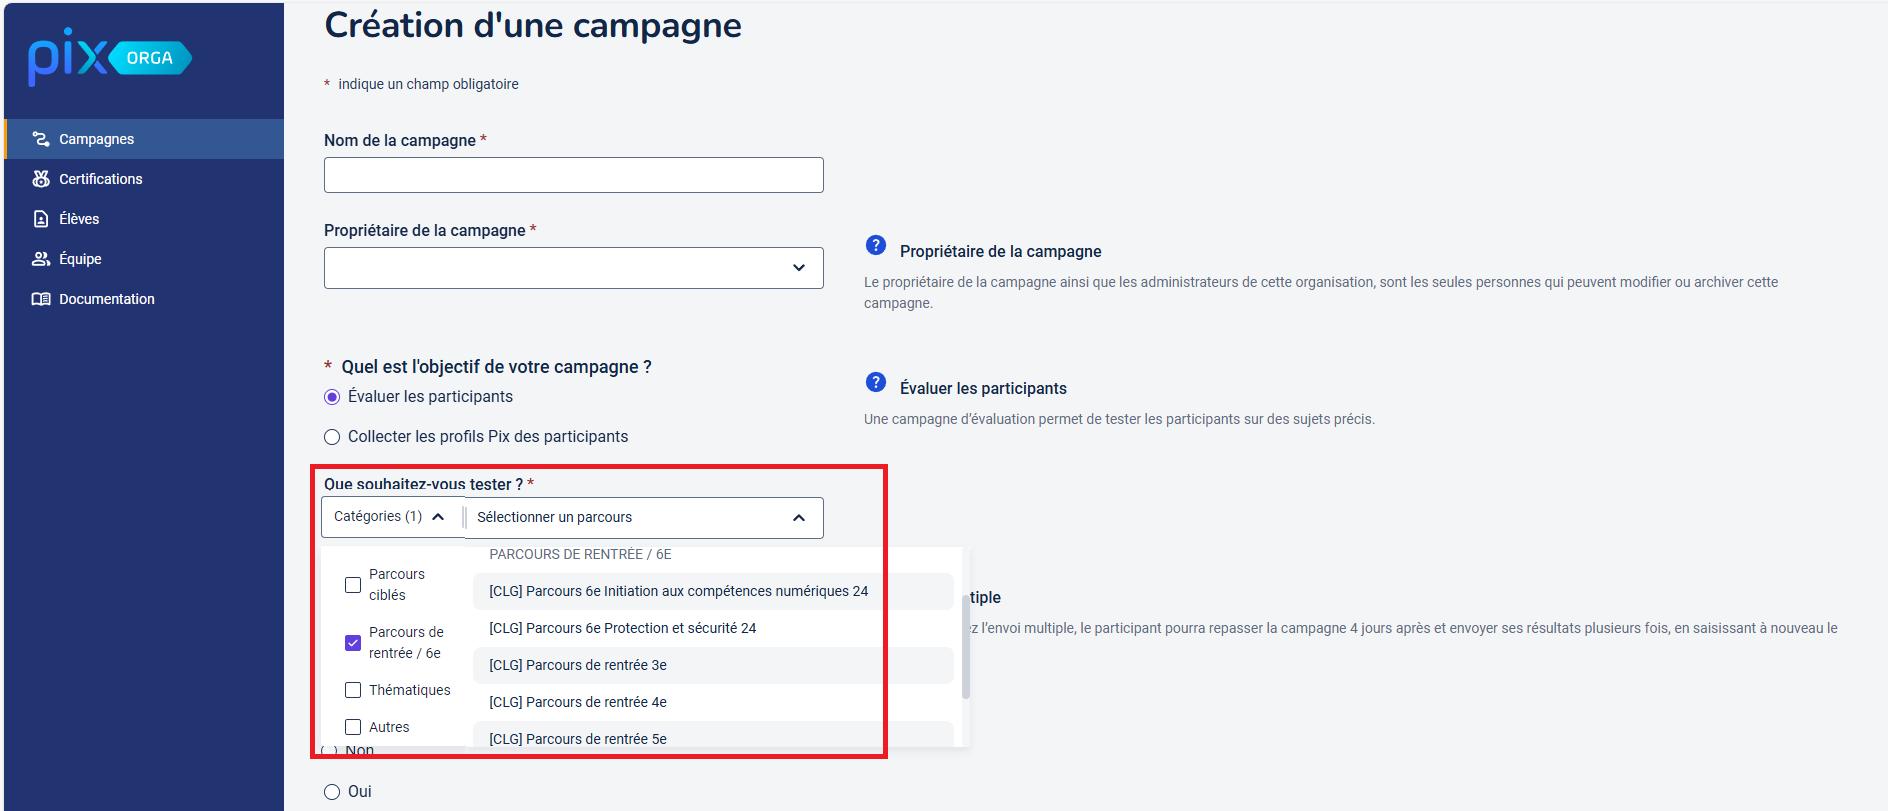 pix ORGA
Campagnes
Certifications
Élèves
Équipe
Documentation
Création d'une campagne
* indique un champ obligatoire
Nom de la campagne *
Propriétaire de la campagne *
Propriétaire de la campagne
Le propriétaire de la campagne ainsi que les administrateurs de cette organisation, sont les seules personnes qui peuvent modifier ou archiver cette
campagne.
* Quel est l'objectif de votre campagne ?
Évaluer les participants
Collecter les profils Pix des participants
Évaluer les participants
Une campagne d'évaluation permet de tester les participants sur des sujets précis.
Que souhaitez-vous tester ? *
Catégories (1)
Sélectionner un parcours
Parcours
ciblés
Parcours de
rentrée / 6e
Thématiques
Autres
PARCOURS DE RENTRÉE / 6E
[CLG] Parcours 6e Initiation aux compétences numériques 24
[CLG] Parcours 6e Protection et sécurité 24
[CLG] Parcours de rentrée 3e
[CLG] Parcours de rentrée 4e
[CLG] Parcours de rentrée 5e
tiple
z l'envoi multiple, le participant pourra repasser la campagne 4 jours après et envoyer ses résultats plusieurs fois, en saisissant à nouveau le
Non
Oui